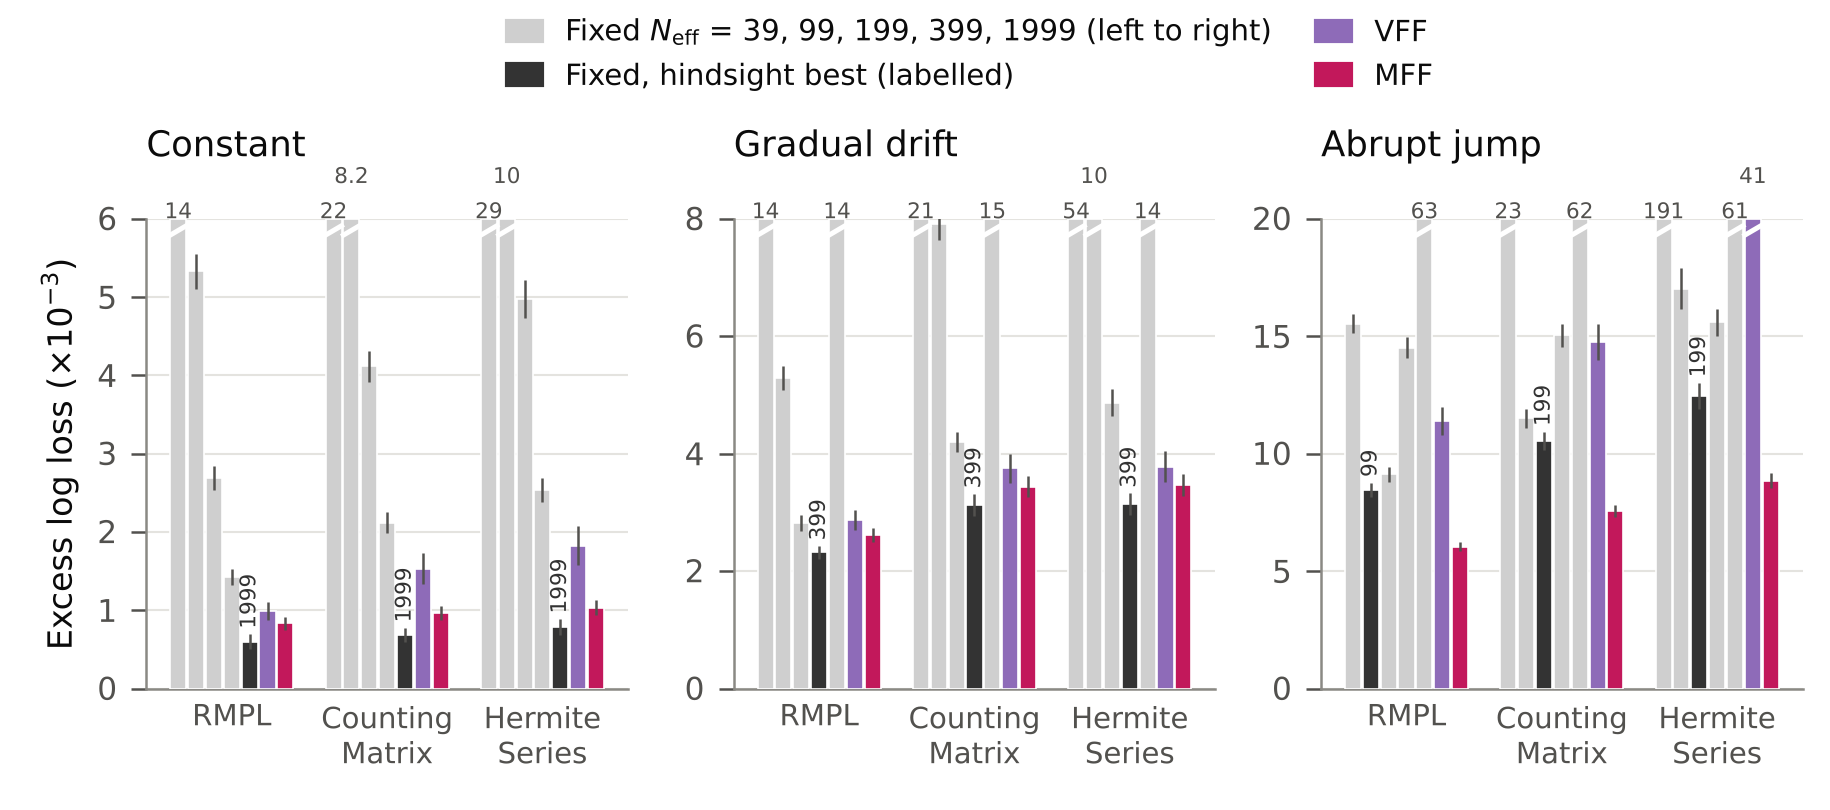 Fixed N_eff = 39, 99, 199, 399, 1999 (left to right)
Fixed, hindsight best (labelled)
VFF
MFF
Constant
Gradual drift
Abrupt jump
Excess log loss (×10⁻³)
8.2
10
14
22
29
6
5
4
3
2
1
0
1999
1999
1999
RMPL
Counting
Matrix
Hermite
Series
10
14
14
21
15
54
14
8
6
4
2
0
399
399
399
RMPL
Counting
Matrix
Hermite
Series
41
63
23
62
191
61
20
15
10
5
0
99
199
199
RMPL
Counting
Matrix
Hermite
Series